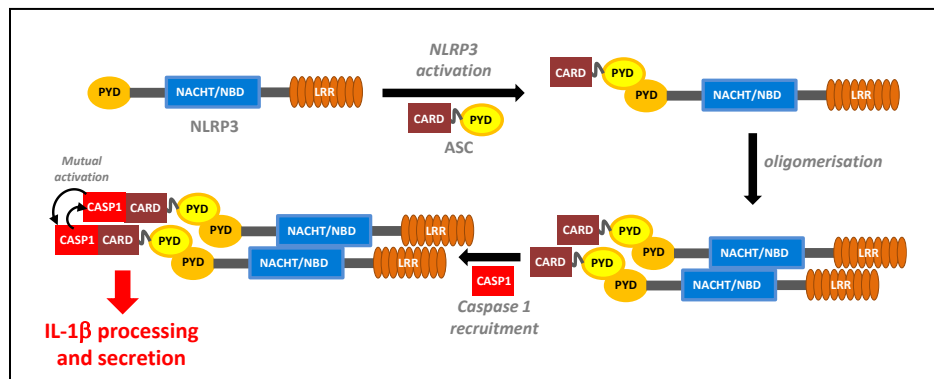 PYD
NACHT/NBD
LRR
NLRP3
NLRP3
activation
CARD
PYD
ASC
CARD
PYD
PYD
NACHT/NBD
LRR
oligomerisation
CARD
PYD
PYD
NACHT/NBD
LRR
CARD
PYD
PYD
NACHT/NBD
LRR
CASP1
Caspase 1
recruitment
Mutual
activation
CASP1
CARD
PYD
PYD
NACHT/NBD
LRR
CASP1
CARD
PYD
PYD
NACHT/NBD
LRR
IL-1β processing
and secretion